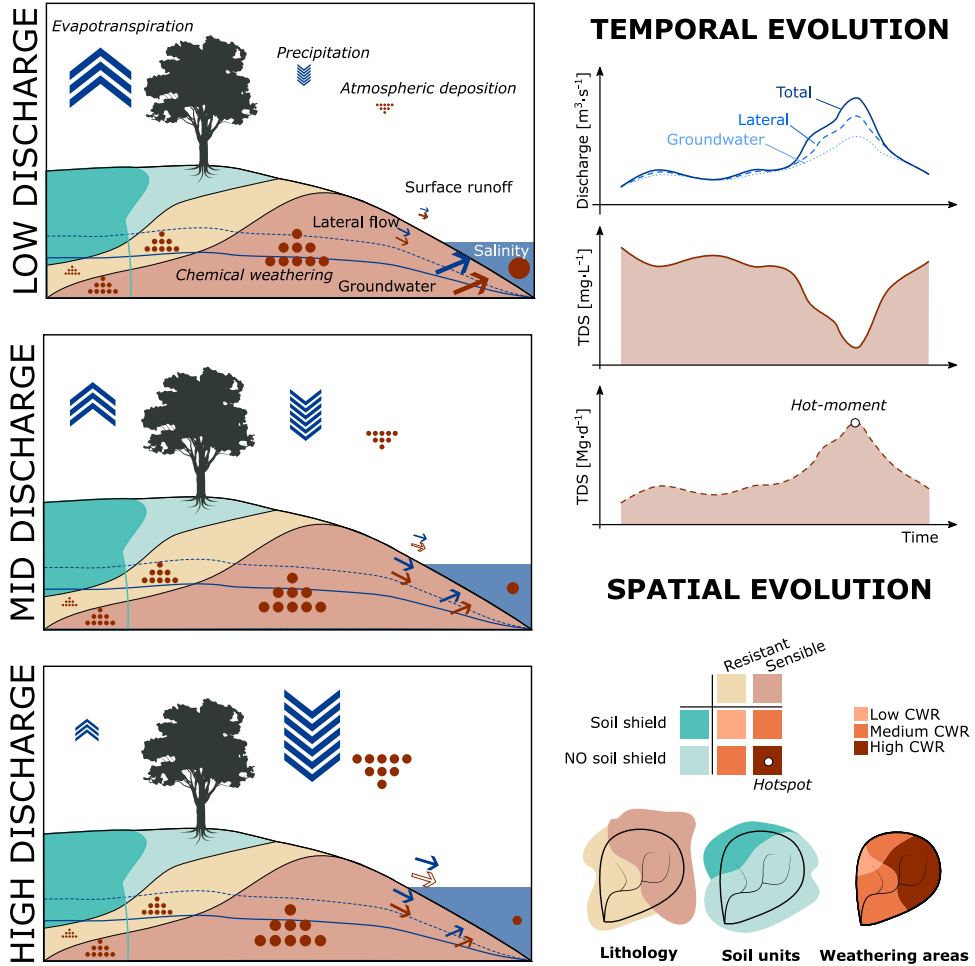 LOW DISCHARGE
Evapotranspiration
Precipitation
Atmospheric deposition
Surface runoff
Lateral flow
Salinity
Chemical weathering
Groundwater
MID DISCHARGE
HIGH DISCHARGE
TEMPORAL EVOLUTION
Discharge [m³·s⁻¹]
Total
Lateral
Groundwater
TDS [mg·L⁻¹]
TDS [Mg·d⁻¹]
Hot-moment
Time
SPATIAL EVOLUTION
Resistant
Sensible
Soil shield
NO soil shield
Hotspot
Low CWR
Medium CWR
High CWR
Lithology
Soil units
Weathering areas